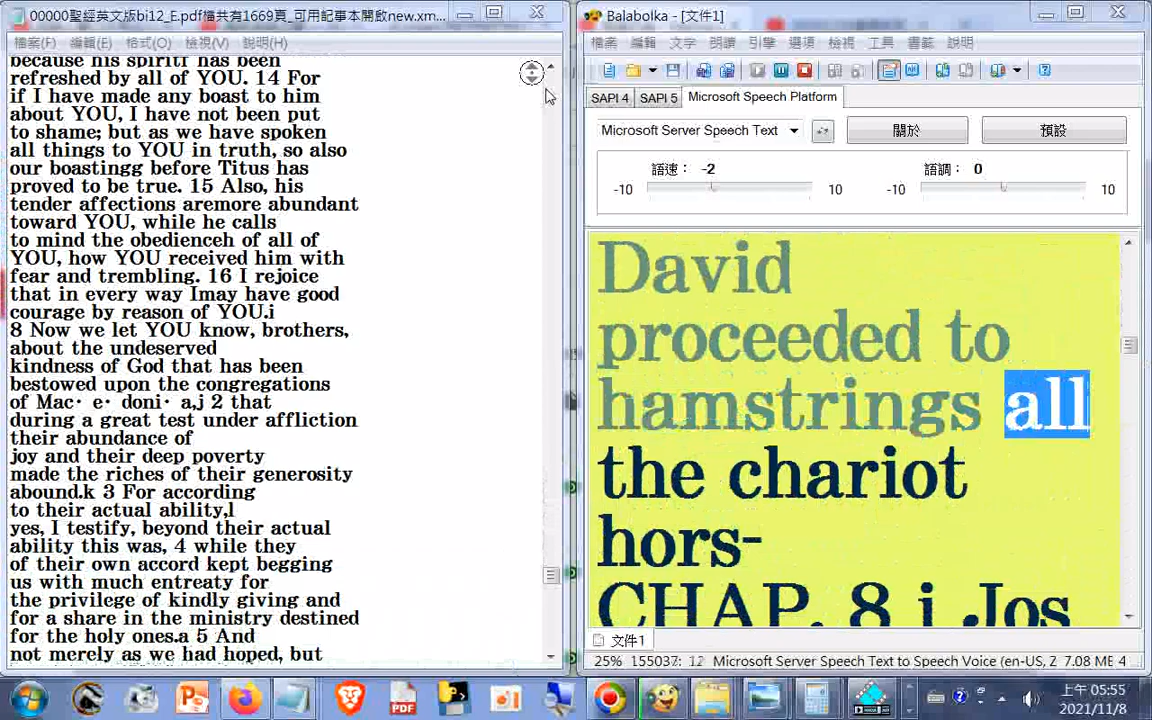 00000聖經英文版bi12_E.pdf檔共有1669頁_可用記事本開啟new.xm...
檔案(F) 編輯(E) 格式(O) 檢視(V) 說明(H)
because his spiritf has been
refreshed by all of YOU. 14 For
if I have made any boast to him
about YOU, I have not been put
to shame; but as we have spoken
all things to YOU in truth, so also
our boastingg before Titus has
proved to be true. 15 Also, his
tender affections aremore abundant
toward YOU, while he calls
to mind the obedienceh of all of
YOU, how YOU received him with
fear and trembling. 16 I rejoice
that in every way Imay have good
courage by reason of YOU.i
8 Now we let YOU know, brothers,
about the undeserved
kindness of God that has been
bestowed upon the congregations
of Mac· e· doni· a,j 2 that
during a great test under affliction
their abundance of
joy and their deep poverty
made the riches of their generosity
abound.k 3 For according
to their actual ability,l
yes, I testify, beyond their actual
ability this was, 4 while they
of their own accord kept begging
us with much entreaty for
the privilege of kindly giving and
for a share in the ministry destined
for the holy ones.a 5 And
not merely as we had hoped, but
Balabolka - [文件1]
檔案 編輯 文字 朗讀 引擎 選項 檢視 工具 書籤 說明
SAPI 4 SAPI 5 Microsoft Speech Platform
Microsoft Server Speech Text 關於 預設
語速： -2 語調： 0
-10 10 -10 10
David
proceeded to
hamstrings all
the chariot
hors-
CHAP. 8 i Jos
文件1
25% 155037: 12 Microsoft Server Speech Text to Speech Voice (en-US, Z 7.08 ME 4
上午 05:55
2021/11/8